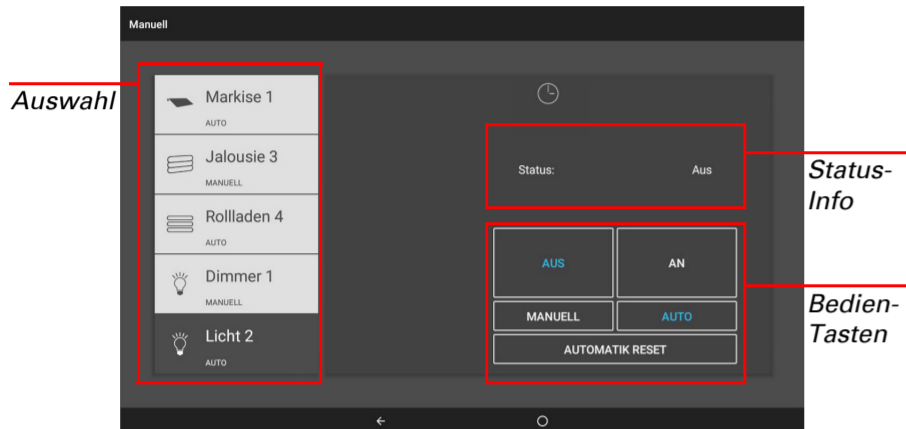 Manuell
Auswahl
Markise 1
AUTO
Jalousie 3
MANUELL
Rollladen 4
AUTO
Dimmer 1
MANUELL
Licht 2
AUTO
Status: Aus
Status-
Info
AUS AN
MANUELL AUTO
AUTOMATIK RESET
Bedien-
Tasten